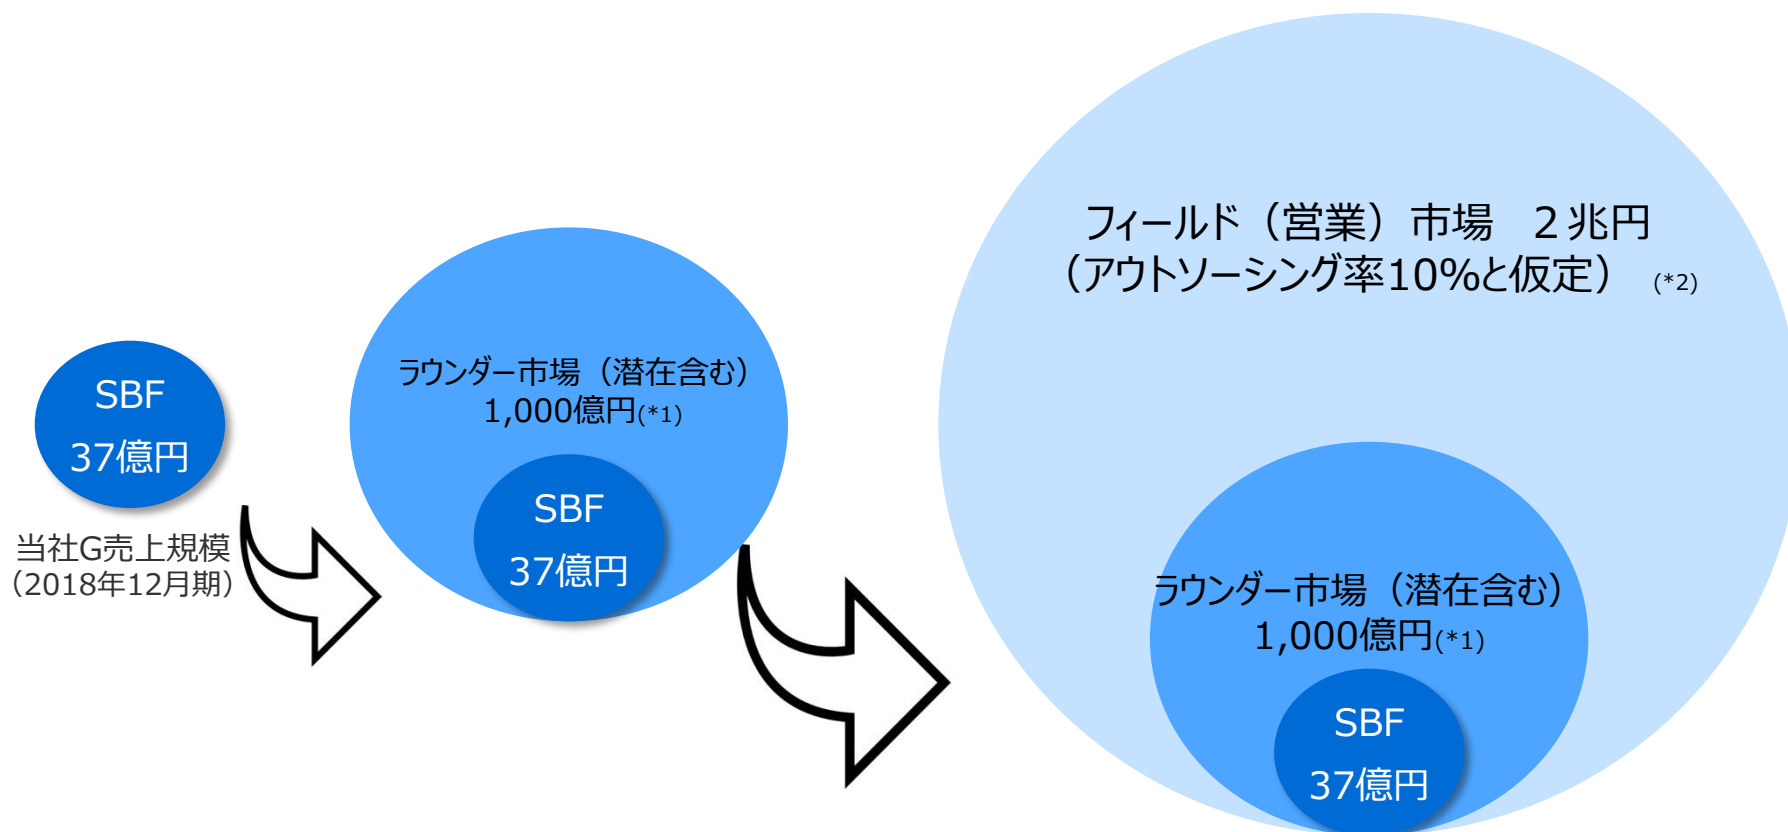 SBF
37億円
当社G売上規模
（2018年12月期）
ラウンダー市場（潜在含む）
1,000億円(*1)
SBF
37億円
フィールド（営業）市場　２兆円
（アウトソーシング率10%と仮定） (*2)
ラウンダー市場（潜在含む）
1,000億円(*1)
SBF
37億円